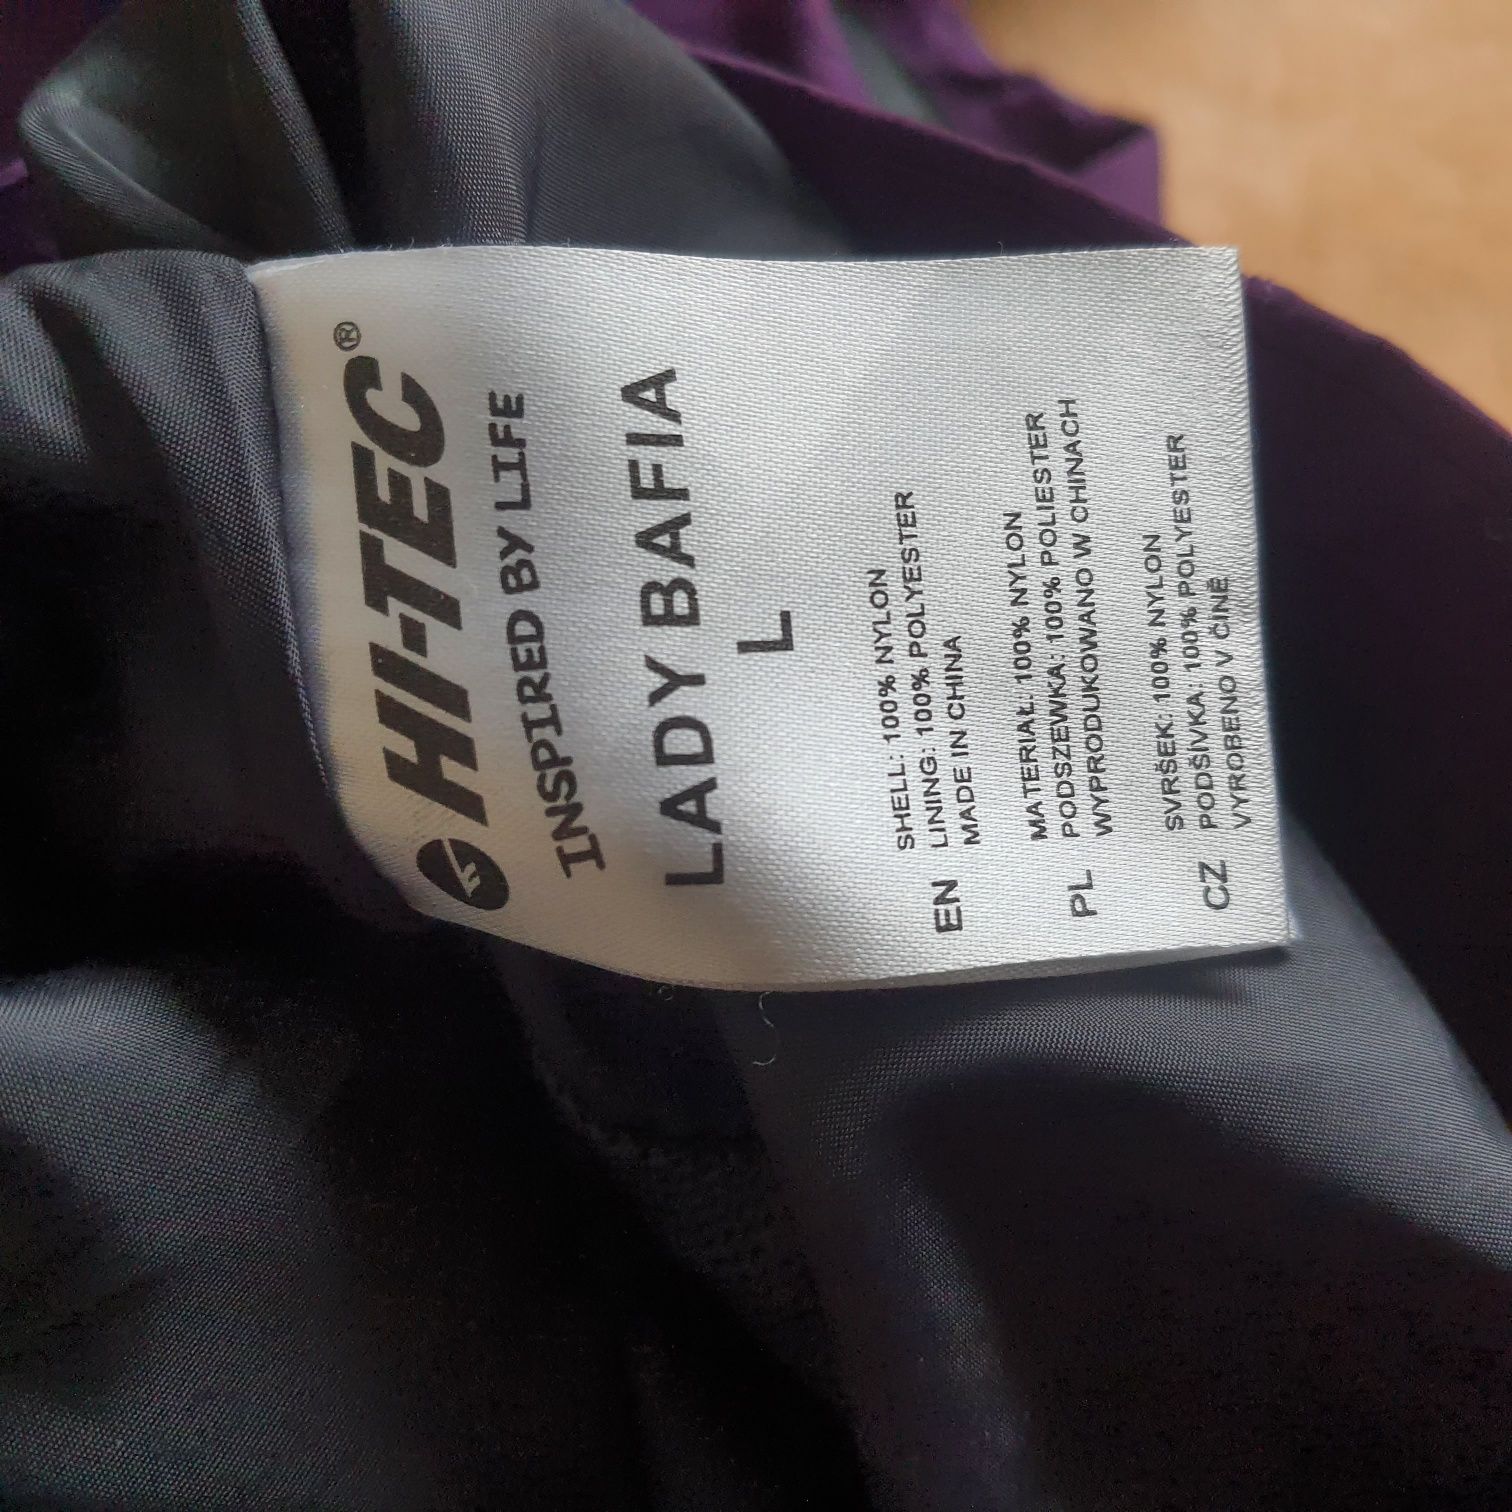 HI-TEC®
INSPIRED BY LIFE
LADY BAFIA
L
EN
SHELL: 100% NYLON
LINING: 100% POLYESTER
MADE IN CHINA
PL
MATERIAŁ: 100% NYLON
PODSZEWKA: 100% POLIESTER
WYPRODUKOWANO W CHINACH
CZ
SVRŠEK: 100% NYLON
PODŠÍVKA: 100% POLYESTER
VYROBENO V ČÍNĚ